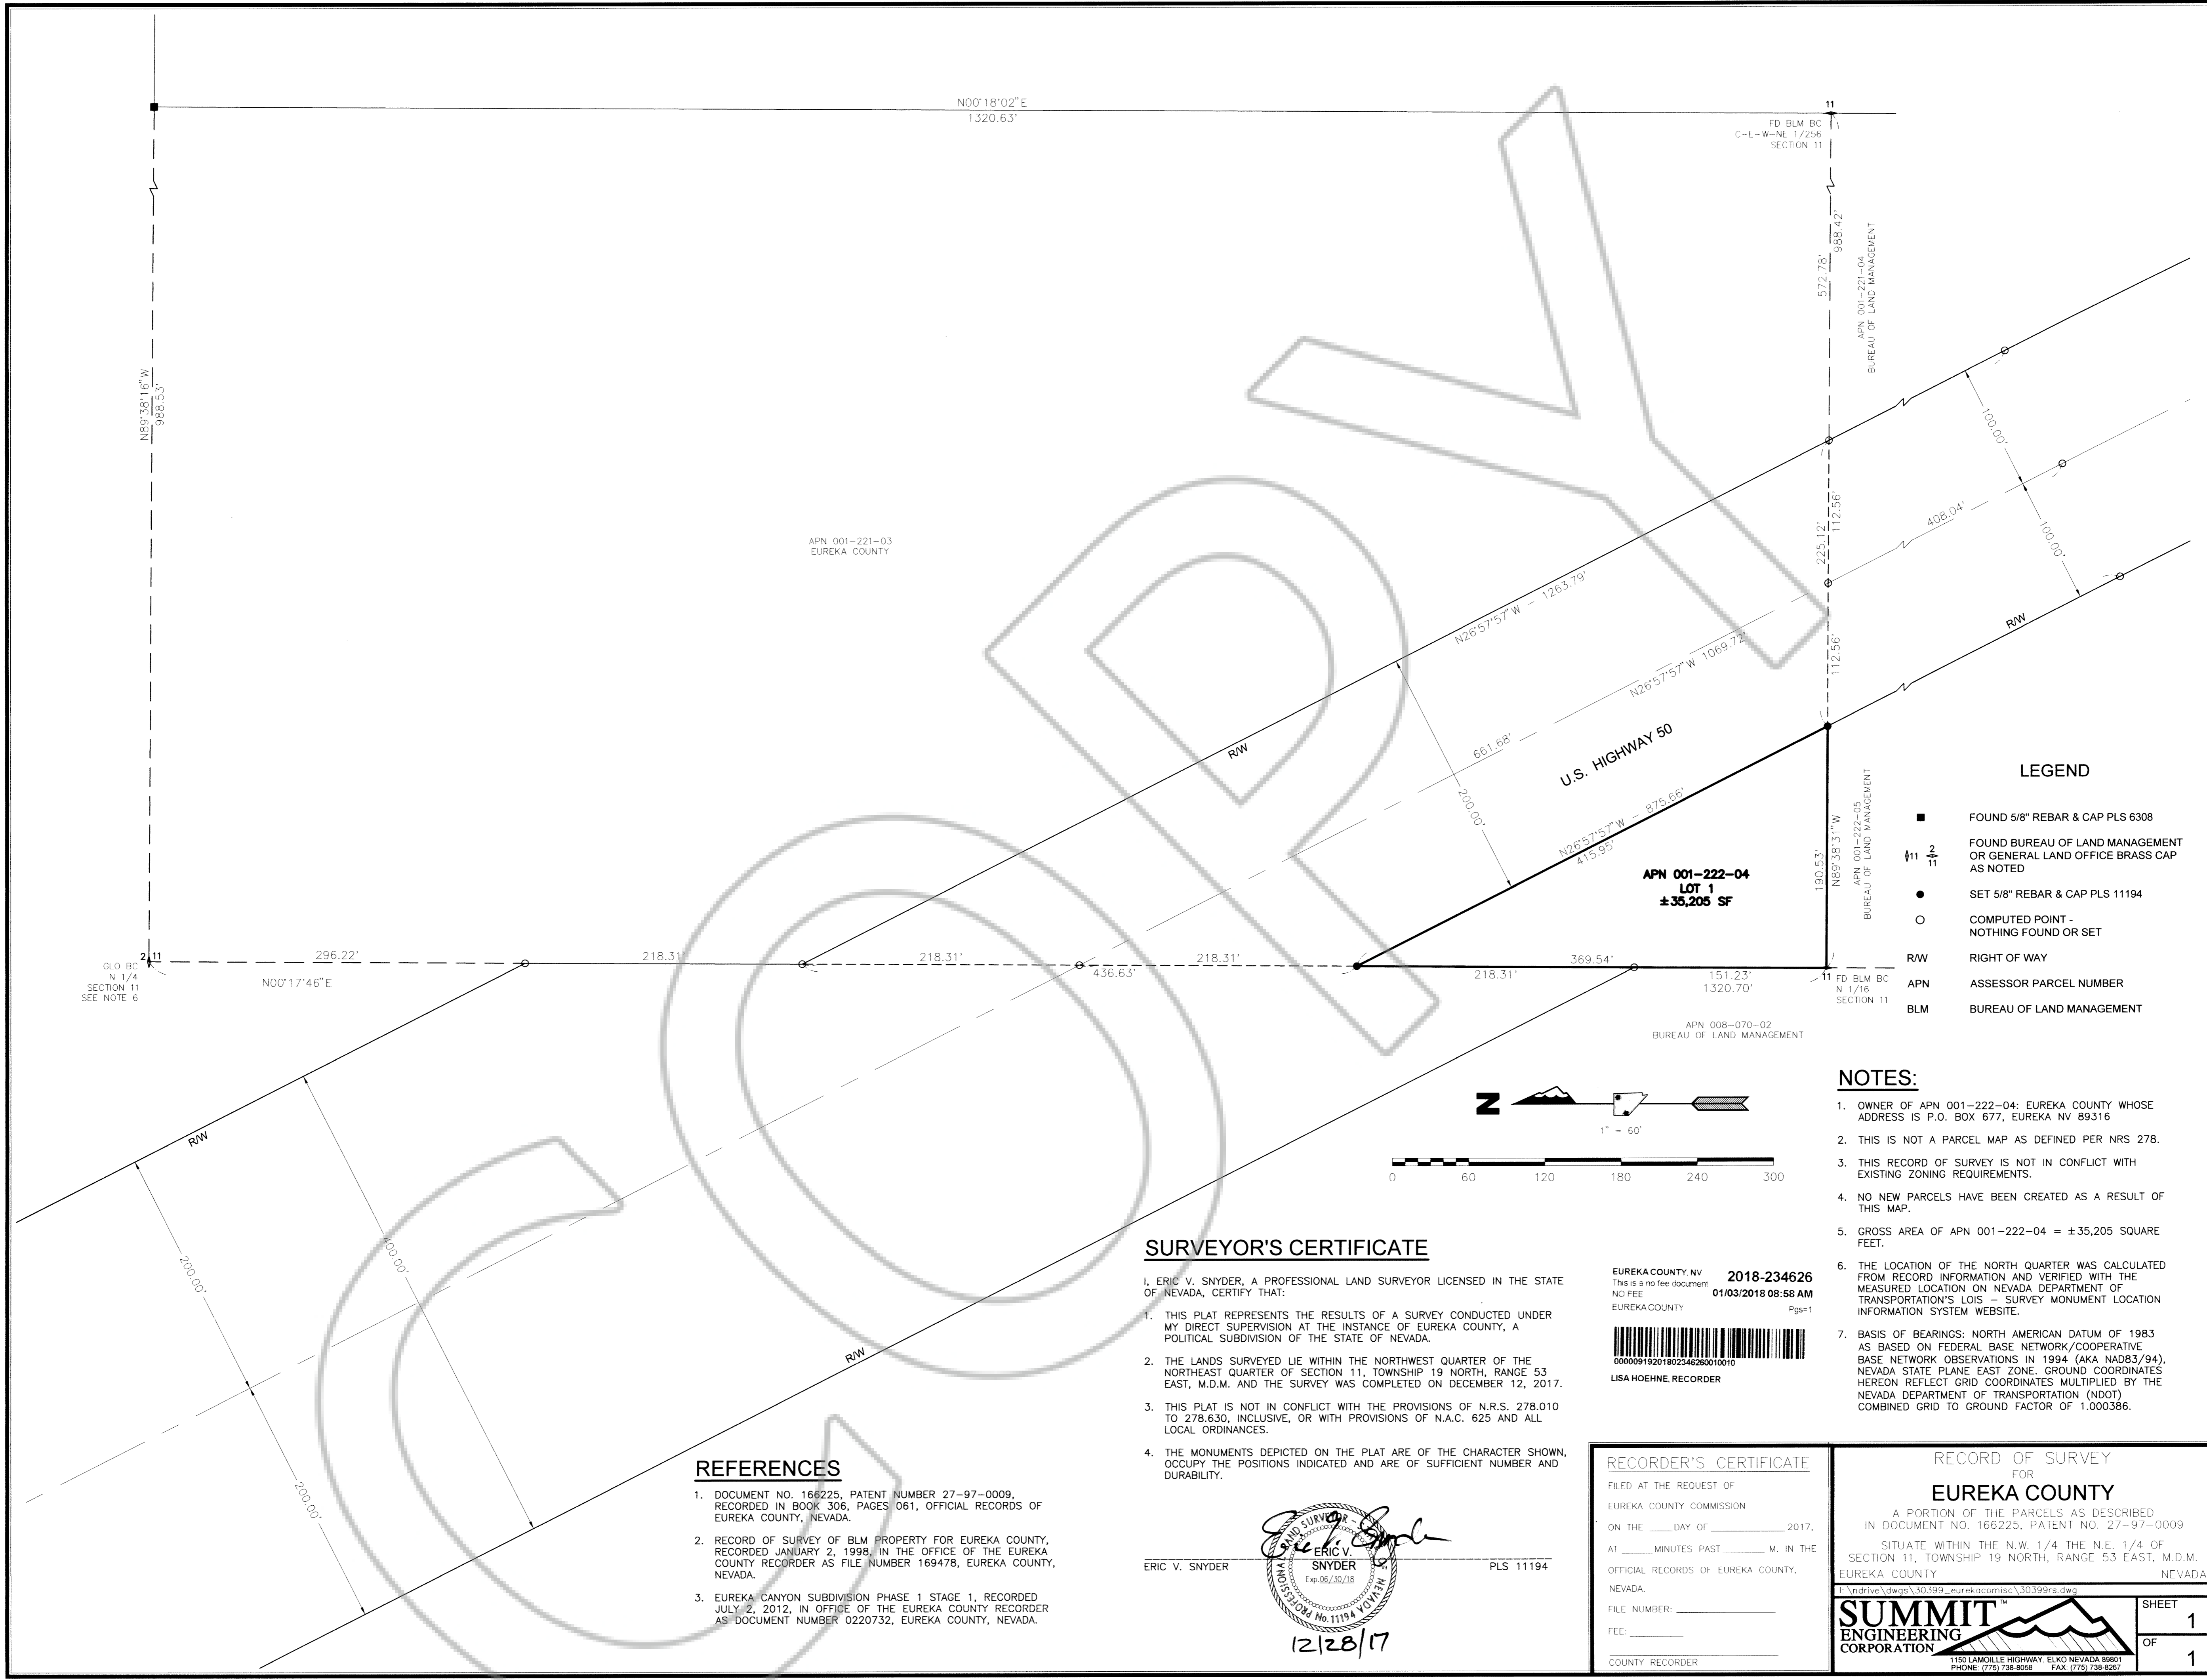 N00°18'02"E
1320.63'
11
FD BLM BC
C-E-W-NE 1/256
SECTION 11
N89°38'16"W
988.53'
988.42'
572.78'
APN 001-221-04
BUREAU OF LAND MANAGEMENT
APN 001-221-03
EUREKA COUNTY
100.00'
100.00'
408.04'
225.12'
112.56'
112.56'
N26°57'57"W - 1263.79'
N26°57'57"W 1069.72'
661.68'
R/W
R/W
U.S. HIGHWAY 50
200.00'
N26°57'57"W - 875.66'
415.95'
APN 001-222-04
LOT 1
±35,205 SF
190.53'
N89°38'31"W
APN 001-222-05
BUREAU OF LAND MANAGEMENT
2 11
GLO BC
N 1/4
SECTION 11
SEE NOTE 6
296.22'
N00°17'46"E
218.31'
218.31'
436.63'
218.31'
218.31'
369.54'
151.23'
1320.70'
11 FD BLM BC
N 1/16
SECTION 11
APN 008-070-02
BUREAU OF LAND MANAGEMENT
R/W
200.00'
400.00'
200.00'
R/W
COPY
LEGEND
FOUND 5/8" REBAR & CAP PLS 6308
11 2 11
FOUND BUREAU OF LAND MANAGEMENT
OR GENERAL LAND OFFICE BRASS CAP
AS NOTED
SET 5/8" REBAR & CAP PLS 11194
COMPUTED POINT -
NOTHING FOUND OR SET
R/W RIGHT OF WAY
APN ASSESSOR PARCEL NUMBER
BLM BUREAU OF LAND MANAGEMENT
N
1" = 60'
0 60 120 180 240 300
NOTES:
1. OWNER OF APN 001-222-04: EUREKA COUNTY WHOSE
ADDRESS IS P.O. BOX 677, EUREKA NV 89316
2. THIS IS NOT A PARCEL MAP AS DEFINED PER NRS 278.
3. THIS RECORD OF SURVEY IS NOT IN CONFLICT WITH
EXISTING ZONING REQUIREMENTS.
4. NO NEW PARCELS HAVE BEEN CREATED AS A RESULT OF
THIS MAP.
5. GROSS AREA OF APN 001-222-04 = ±35,205 SQUARE
FEET.
6. THE LOCATION OF THE NORTH QUARTER WAS CALCULATED
FROM RECORD INFORMATION AND VERIFIED WITH THE
MEASURED LOCATION ON NEVADA DEPARTMENT OF
TRANSPORTATION'S LOIS - SURVEY MONUMENT LOCATION
INFORMATION SYSTEM WEBSITE.
7. BASIS OF BEARINGS: NORTH AMERICAN DATUM OF 1983
AS BASED ON FEDERAL BASE NETWORK/COOPERATIVE
BASE NETWORK OBSERVATIONS IN 1994 (AKA NAD83/94),
NEVADA STATE PLANE EAST ZONE. GROUND COORDINATES
HEREON REFLECT GRID COORDINATES MULTIPLIED BY THE
NEVADA DEPARTMENT OF TRANSPORTATION (NDOT)
COMBINED GRID TO GROUND FACTOR OF 1.000386.
SURVEYOR'S CERTIFICATE
I, ERIC V. SNYDER, A PROFESSIONAL LAND SURVEYOR LICENSED IN THE STATE
OF NEVADA, CERTIFY THAT:
1. THIS PLAT REPRESENTS THE RESULTS OF A SURVEY CONDUCTED UNDER
MY DIRECT SUPERVISION AT THE INSTANCE OF EUREKA COUNTY, A
POLITICAL SUBDIVISION OF THE STATE OF NEVADA.
2. THE LANDS SURVEYED LIE WITHIN THE NORTHWEST QUARTER OF THE
NORTHEAST QUARTER OF SECTION 11, TOWNSHIP 19 NORTH, RANGE 53
EAST, M.D.M. AND THE SURVEY WAS COMPLETED ON DECEMBER 12, 2017.
3. THIS PLAT IS NOT IN CONFLICT WITH THE PROVISIONS OF N.R.S. 278.010
TO 278.630, INCLUSIVE, OR WITH PROVISIONS OF N.A.C. 625 AND ALL
LOCAL ORDINANCES.
4. THE MONUMENTS DEPICTED ON THE PLAT ARE OF THE CHARACTER SHOWN,
OCCUPY THE POSITIONS INDICATED AND ARE OF SUFFICIENT NUMBER AND
DURABILITY.
ERIC V. SNYDER PLS 11194
PROFESSIONAL LAND SURVEYOR - STATE OF NEVADA
ERIC V.
SNYDER
Exp. 06/30/18
No. 11194
12/28/17
EUREKA COUNTY, NV 2018-234626
This is a no fee document
NO FEE 01/03/2018 08:58 AM
EUREKA COUNTY Pgs=1
00000919201802346260010010
LISA HOEHNE, RECORDER
REFERENCES
1. DOCUMENT NO. 166225, PATENT NUMBER 27-97-0009,
RECORDED IN BOOK 306, PAGES 061, OFFICIAL RECORDS OF
EUREKA COUNTY, NEVADA.
2. RECORD OF SURVEY OF BLM PROPERTY FOR EUREKA COUNTY,
RECORDED JANUARY 2, 1998, IN THE OFFICE OF THE EUREKA
COUNTY RECORDER AS FILE NUMBER 169478, EUREKA COUNTY,
NEVADA.
3. EUREKA CANYON SUBDIVISION PHASE 1 STAGE 1, RECORDED
JULY 2, 2012, IN OFFICE OF THE EUREKA COUNTY RECORDER
AS DOCUMENT NUMBER 0220732, EUREKA COUNTY, NEVADA.
RECORDER'S CERTIFICATE
FILED AT THE REQUEST OF
EUREKA COUNTY COMMISSION
ON THE ____DAY OF ____________ 2017,
AT _____ MINUTES PAST _______ M. IN THE
OFFICIAL RECORDS OF EUREKA COUNTY,
NEVADA.
FILE NUMBER: ________________
FEE: _________
COUNTY RECORDER
RECORD OF SURVEY
FOR
EUREKA COUNTY
A PORTION OF THE PARCELS AS DESCRIBED
IN DOCUMENT NO. 166225, PATENT NO. 27-97-0009
SITUATE WITHIN THE N.W. 1/4 THE N.E. 1/4 OF
SECTION 11, TOWNSHIP 19 NORTH, RANGE 53 EAST, M.D.M.
EUREKA COUNTY NEVADA
I:\ndrive\dwgs\30399_eurekacomisc\30399rs.dwg
SUMMIT™
ENGINEERING
CORPORATION
1150 LAMOILLE HIGHWAY, ELKO NEVADA 89801
PHONE: (775) 738-8058 FAX: (775) 738-8267
SHEET
1
OF
1